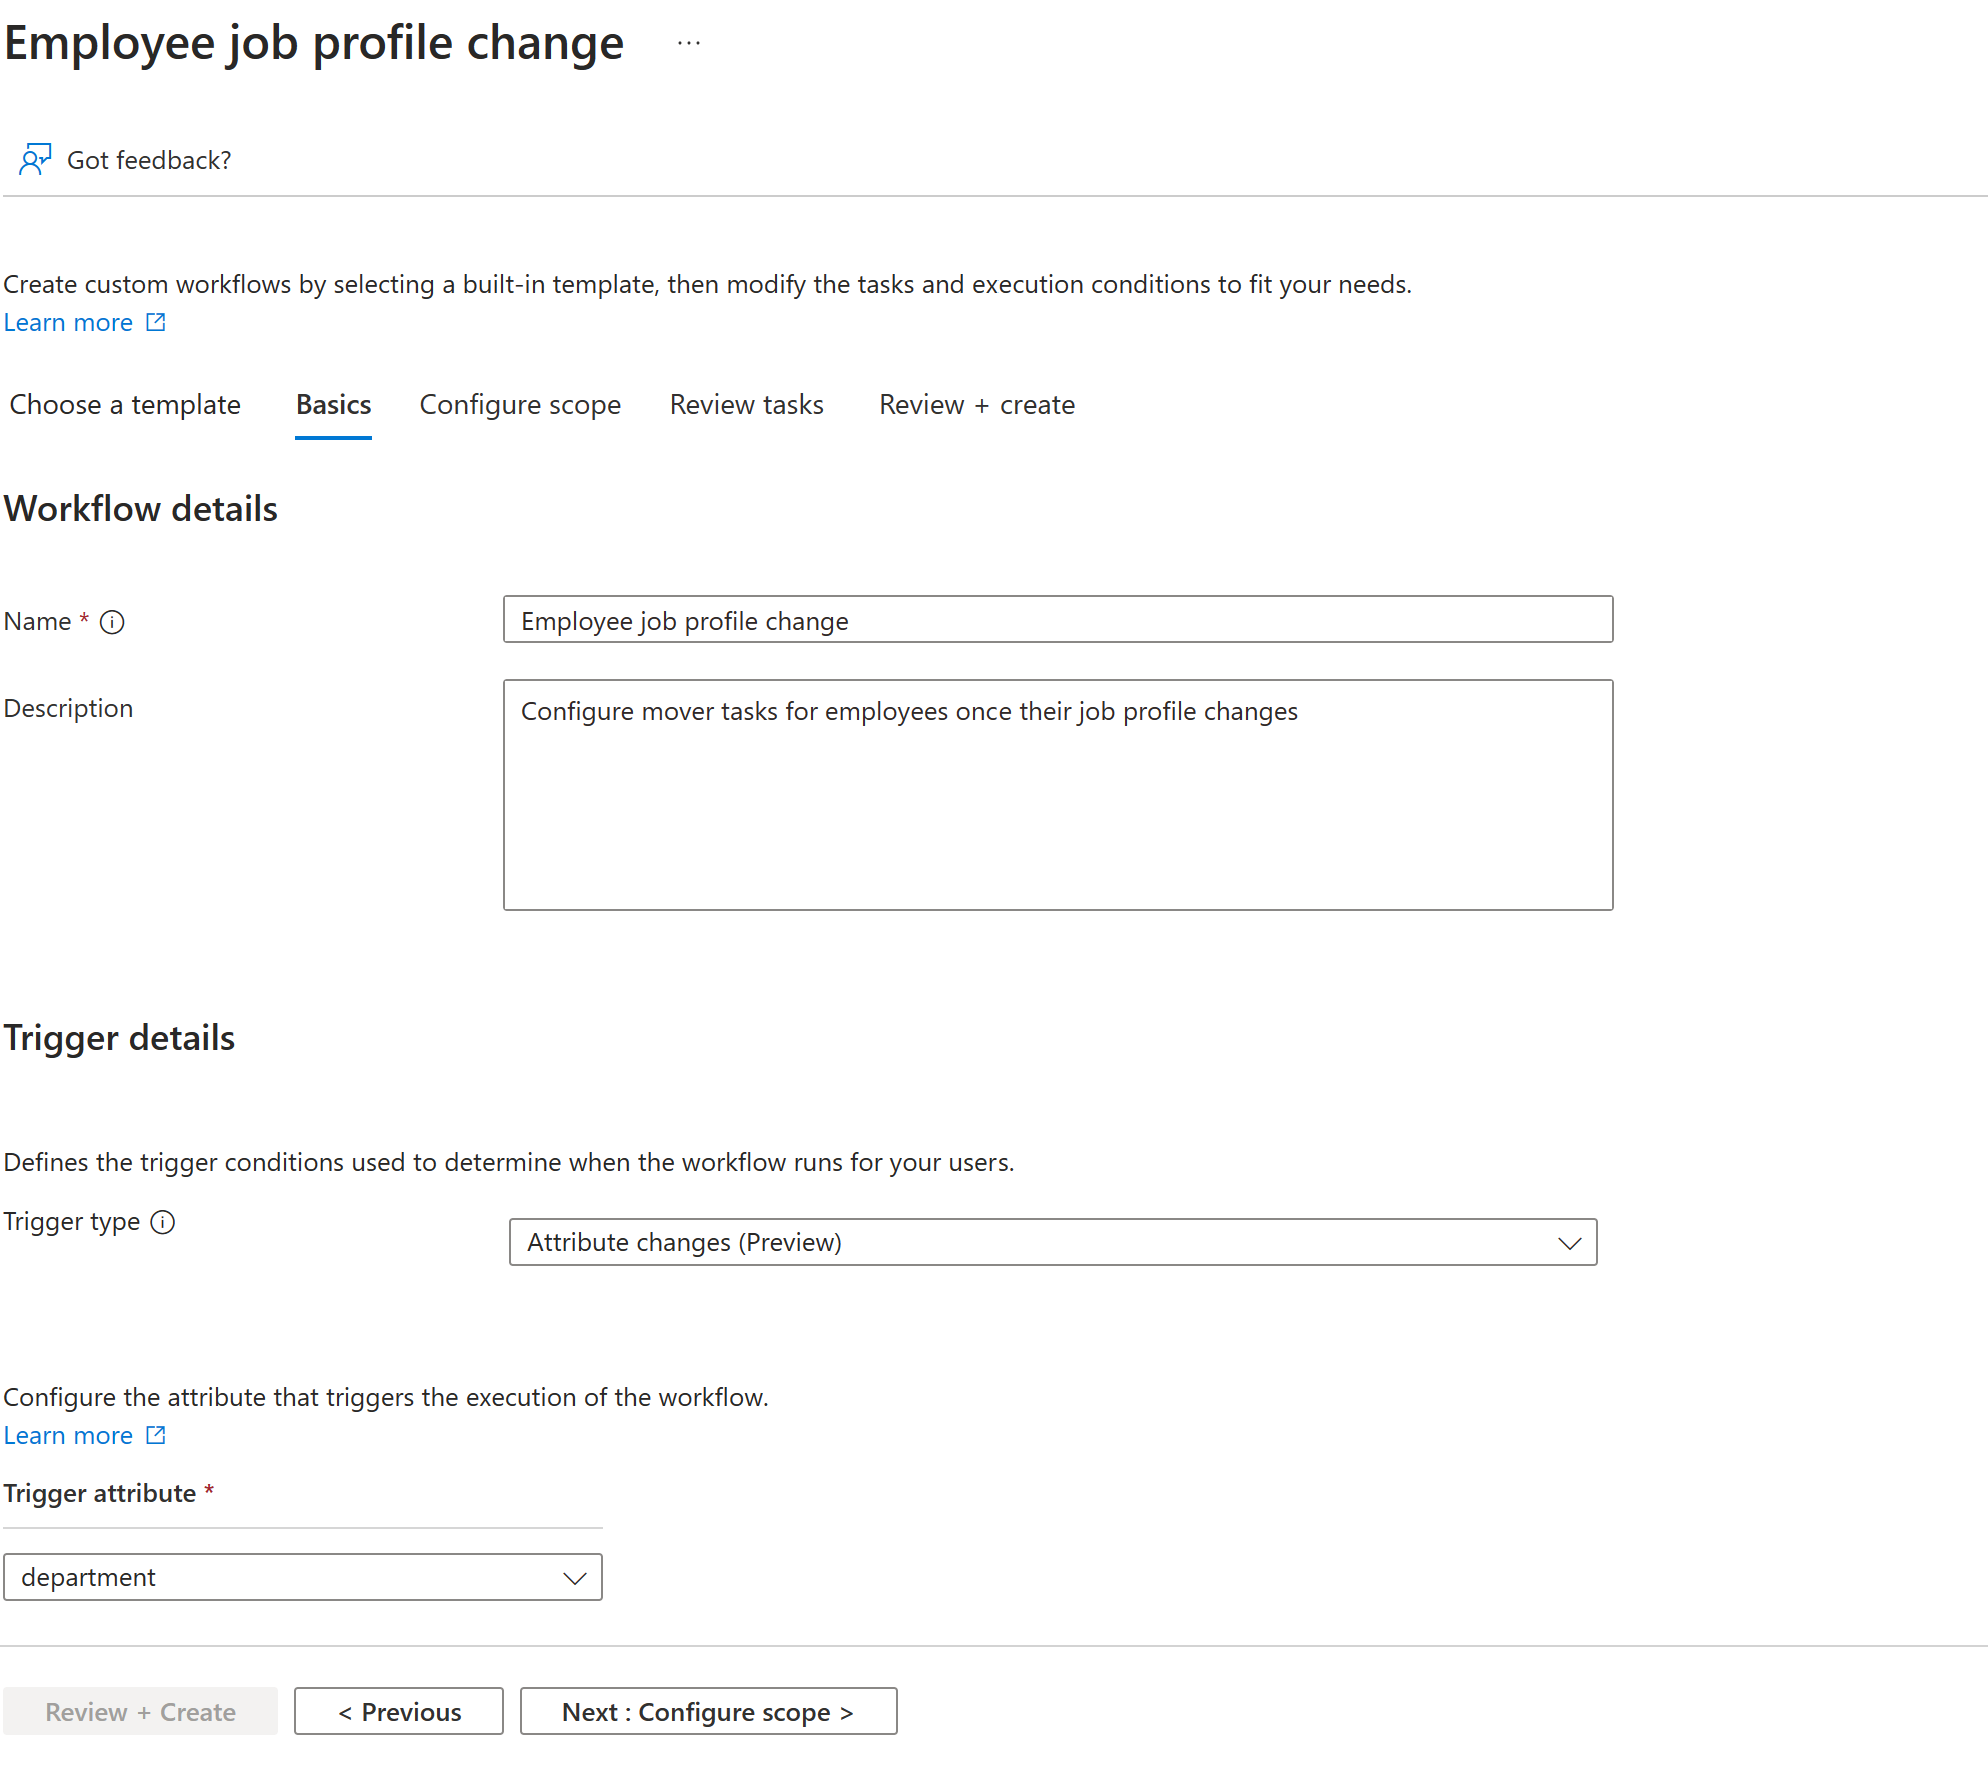 Employee job profile change ...
Got feedback?
Create custom workflows by selecting a built-in template, then modify the tasks and execution conditions to fit your needs.
Learn more
Choose a template Basics Configure scope Review tasks Review + create
Workflow details
Name * Employee job profile change
Description Configure mover tasks for employees once their job profile changes
Trigger details
Defines the trigger conditions used to determine when the workflow runs for your users.
Trigger type Attribute changes (Preview)
Configure the attribute that triggers the execution of the workflow.
Learn more
Trigger attribute *
department
Review + Create < Previous Next : Configure scope >